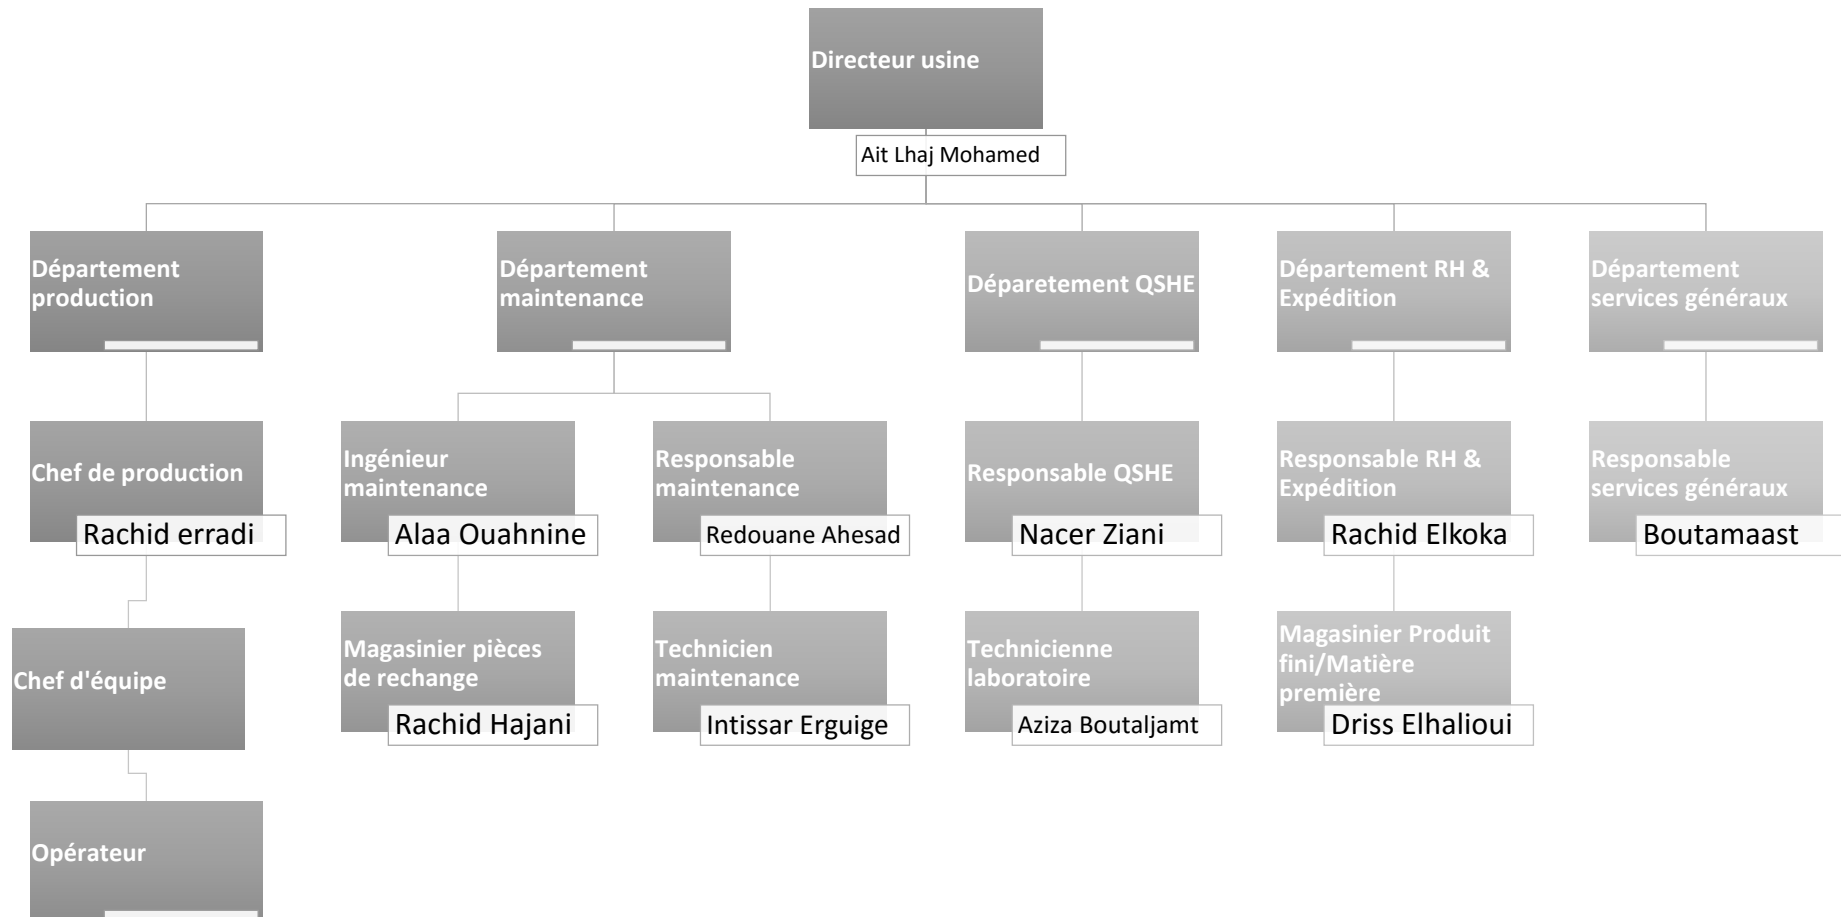 Directeur usine
Ait Lhaj Mohamed
Département
production
Département
maintenance
Déparetement QSHE
Département RH &
Expédition
Département
services généraux
Chef de production
Rachid erradi
Ingénieur
maintenance
Alaa Ouahnine
Responsable
maintenance
Redouane Ahesad
Responsable QSHE
Nacer Ziani
Responsable RH &
Expédition
Rachid Elkoka
Responsable
services généraux
Boutamaast
Chef d'équipe
Magasinier pièces
de rechange
Rachid Hajani
Technicien
maintenance
Intissar Erguige
Technicienne
laboratoire
Aziza Boutaljamt
Magasinier Produit
fini/Matière
première
Driss Elhalioui
Opérateur